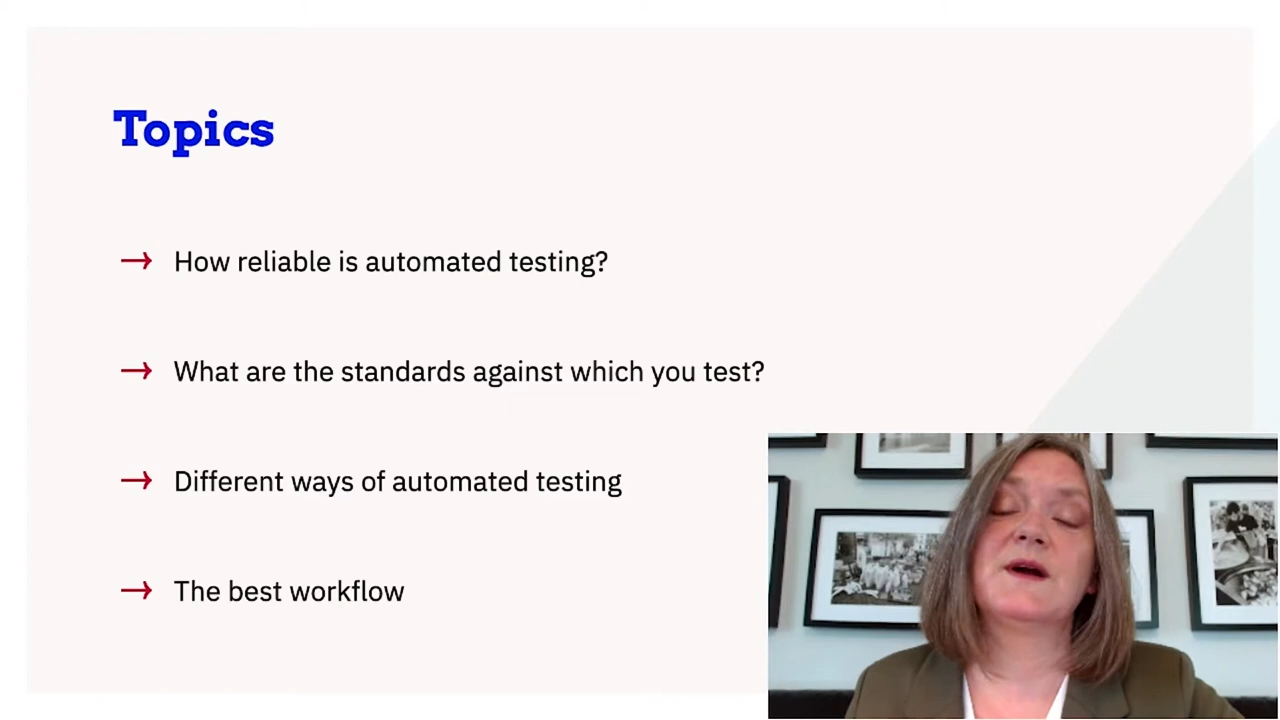 Topics
→ How reliable is automated testing?
→ What are the standards against which you test?
→ Different ways of automated testing
→ The best workflow